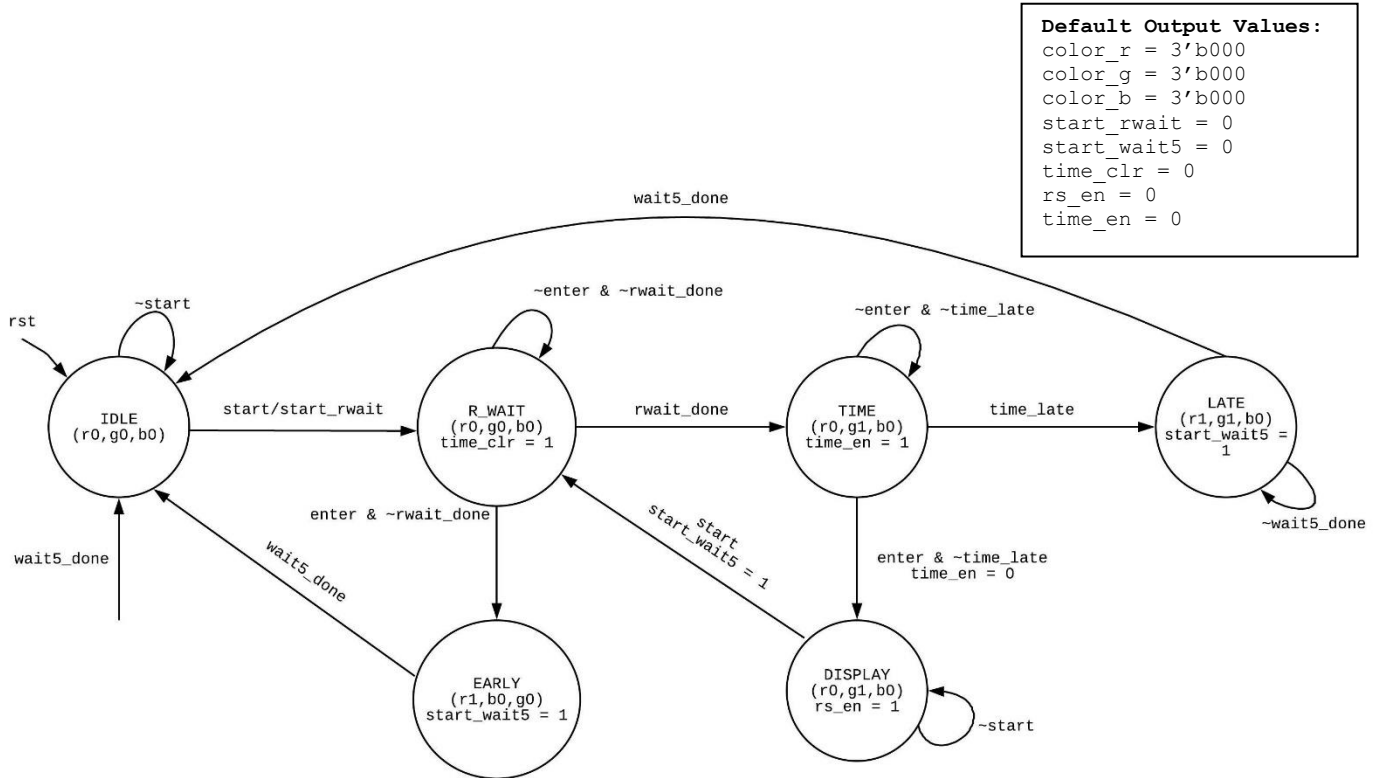 Default Output Values:
color_r = 3’b000
color_g = 3’b000
color_b = 3’b000
start_rwait = 0
start_wait5 = 0
time_clr = 0
rs_en = 0
time_en = 0
wait5_done
rst
~start
~enter & ~rwait_done
~enter & ~time_late
IDLE
(r0,g0,b0)
start/start_rwait
R_WAIT
(r0,g0,b0)
time_clr = 1
rwait_done
TIME
(r0,g1,b0)
time_en = 1
time_late
LATE
(r1,g1,b0)
start_wait5 =
1
~wait5_done
wait5_done
wait5_done
enter & ~rwait_done
start
start_wait5 = 1
enter & ~time_late
time_en = 0
EARLY
(r1,b0,g0)
start_wait5 = 1
DISPLAY
(r0,g1,b0)
rs_en = 1
~start